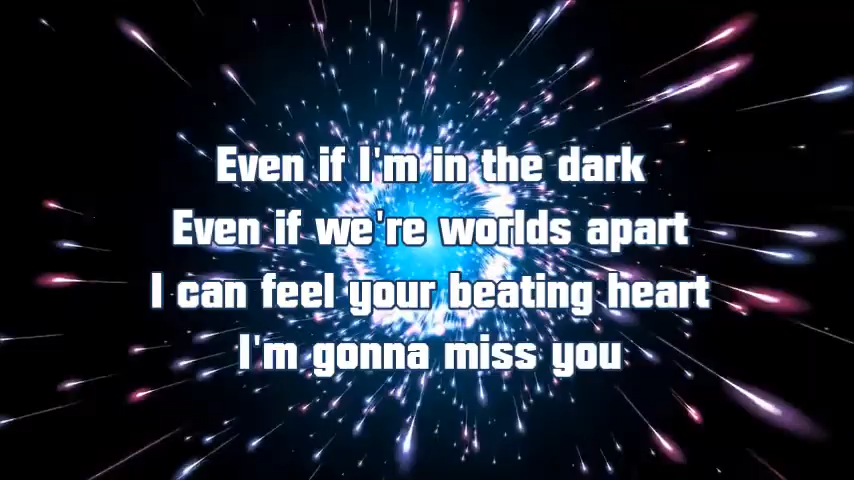 Even if I'm in the dark
Even if we're worlds apart
I can feel your beating heart
I'm gonna miss you